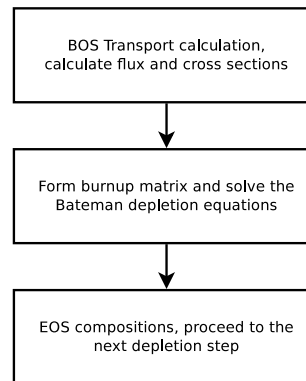 BOS Transport calculation,
calculate flux and cross sections
Form burnup matrix and solve the
Bateman depletion equations
EOS compositions, proceed to the
next depletion step